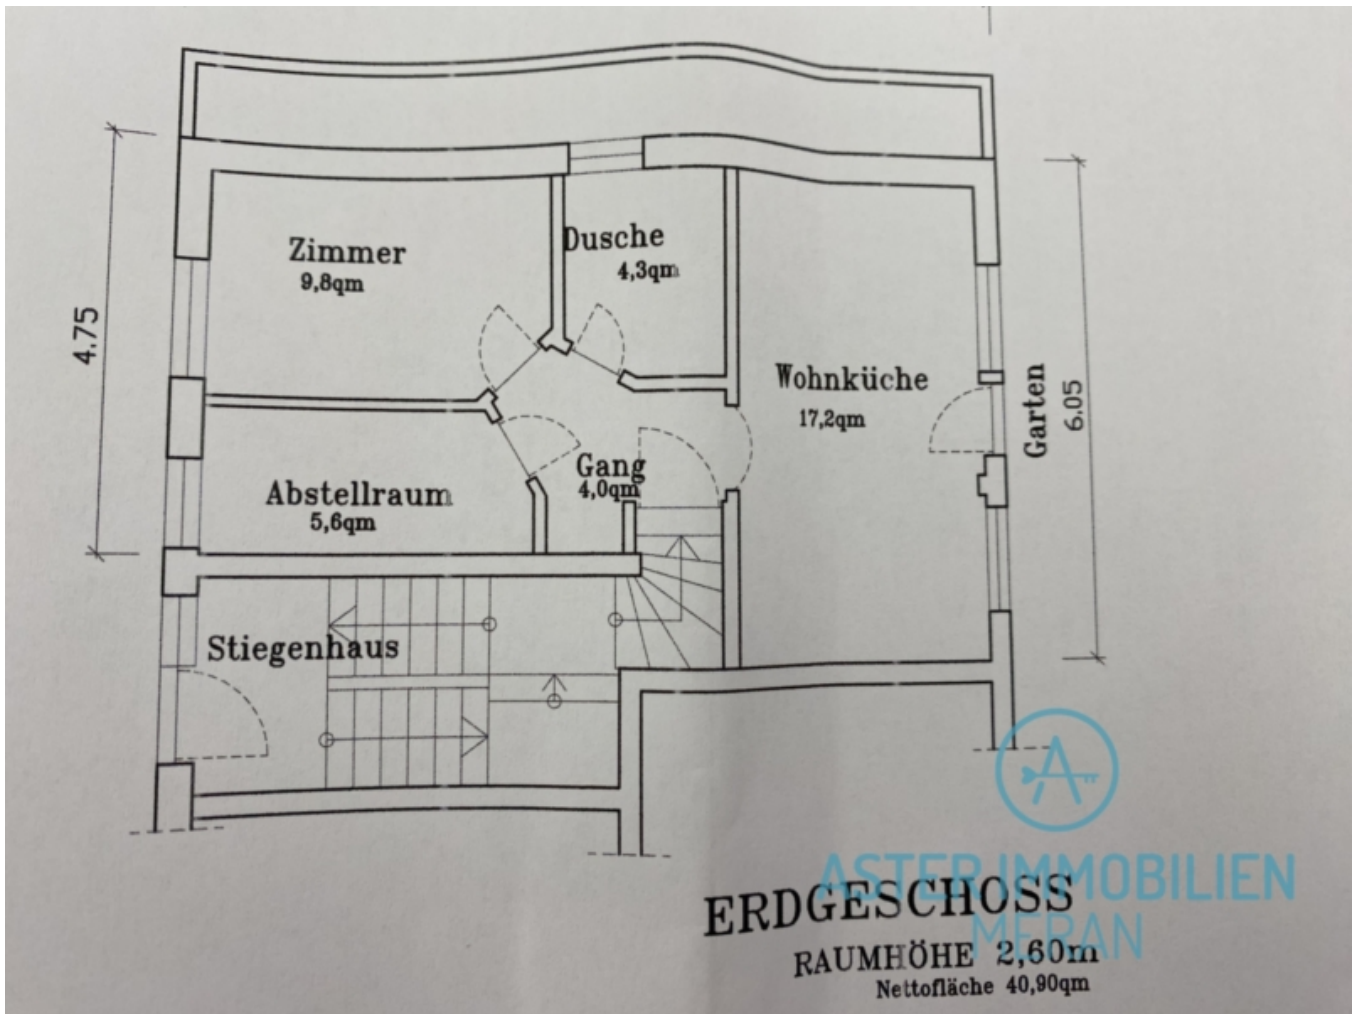 Zimmer
9,8qm
Dusche
4,3qm
Wohnküche
17,2qm
Garten
4.75
6.05
Gang
4,0qm
Abstellraum
5,6qm
Stiegenhaus
ERDGESCHOSS
RAUMHÖHE 2,60m
Nettofläche 40,90qm
ASTER IMMOBILIEN
MERAN